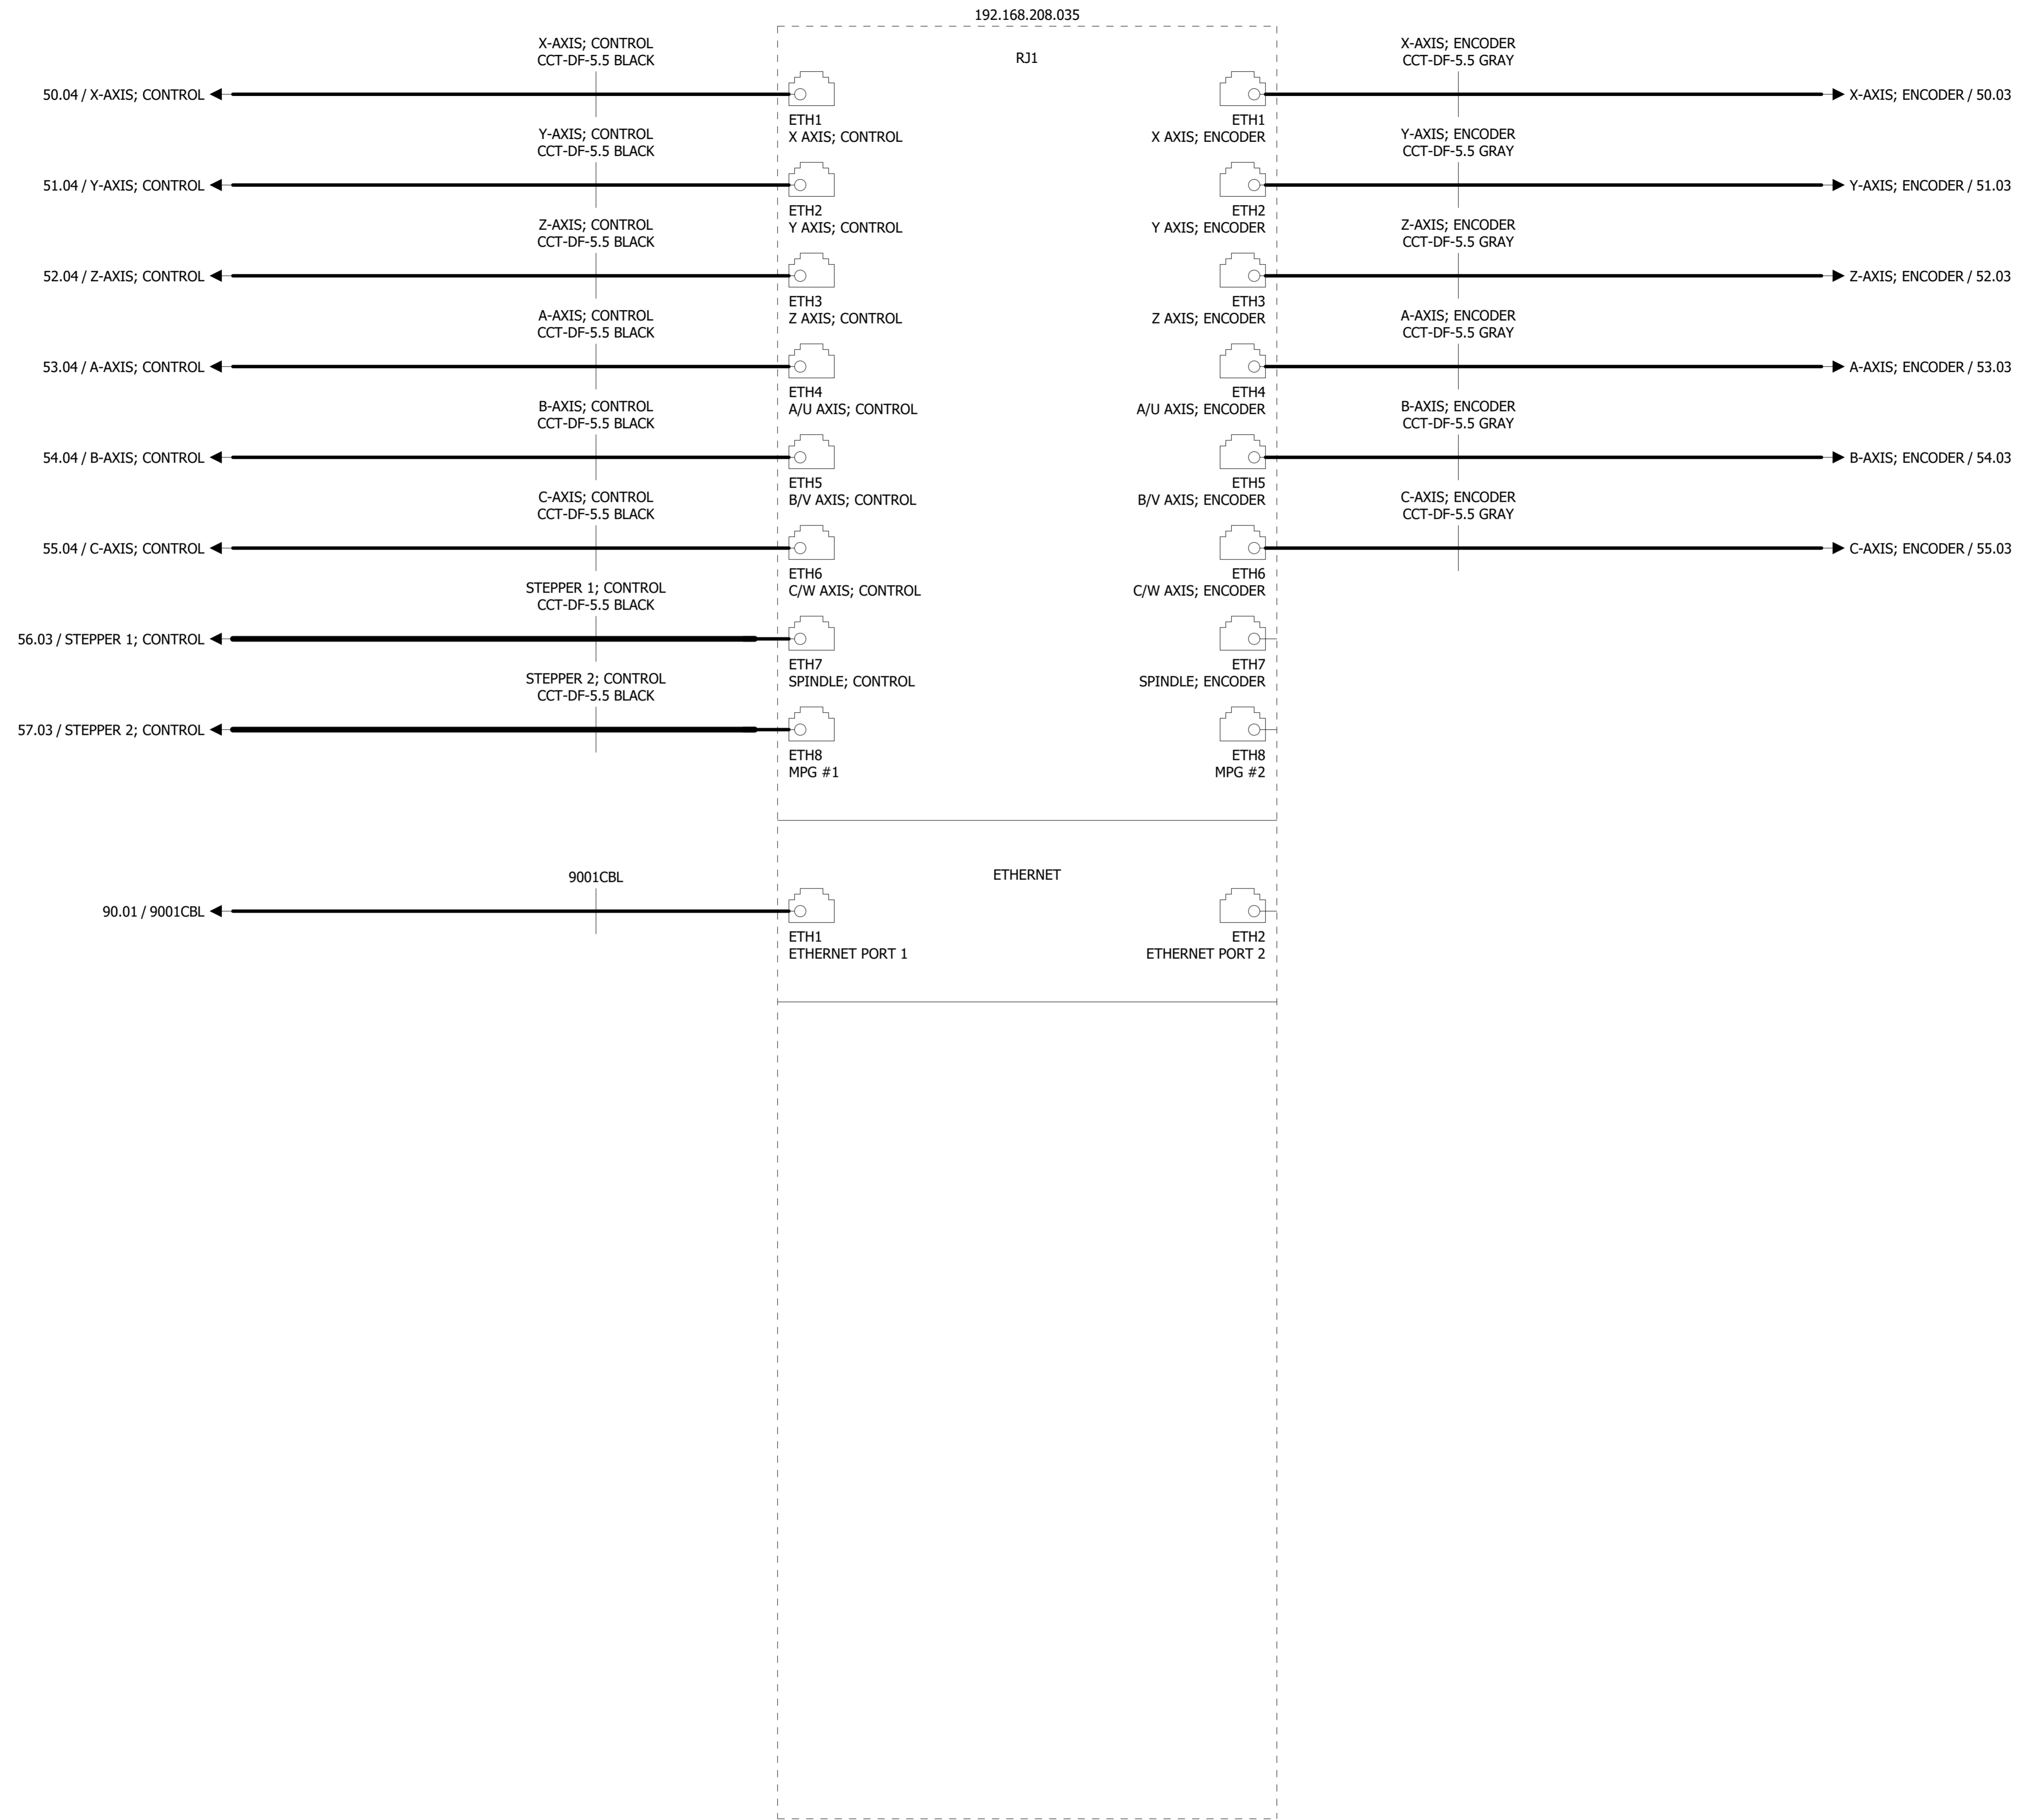 192.168.208.035
RJ1
X-AXIS; CONTROL
CCT-DF-5.5 BLACK
X-AXIS; ENCODER
CCT-DF-5.5 GRAY
50.04 / X-AXIS; CONTROL
X-AXIS; ENCODER / 50.03
ETH1
X AXIS; CONTROL
ETH1
X AXIS; ENCODER
Y-AXIS; CONTROL
CCT-DF-5.5 BLACK
Y-AXIS; ENCODER
CCT-DF-5.5 GRAY
51.04 / Y-AXIS; CONTROL
Y-AXIS; ENCODER / 51.03
ETH2
Y AXIS; CONTROL
ETH2
Y AXIS; ENCODER
Z-AXIS; CONTROL
CCT-DF-5.5 BLACK
Z-AXIS; ENCODER
CCT-DF-5.5 GRAY
52.04 / Z-AXIS; CONTROL
Z-AXIS; ENCODER / 52.03
ETH3
Z AXIS; CONTROL
ETH3
Z AXIS; ENCODER
A-AXIS; CONTROL
CCT-DF-5.5 BLACK
A-AXIS; ENCODER
CCT-DF-5.5 GRAY
53.04 / A-AXIS; CONTROL
A-AXIS; ENCODER / 53.03
ETH4
A/U AXIS; CONTROL
ETH4
A/U AXIS; ENCODER
B-AXIS; CONTROL
CCT-DF-5.5 BLACK
B-AXIS; ENCODER
CCT-DF-5.5 GRAY
54.04 / B-AXIS; CONTROL
B-AXIS; ENCODER / 54.03
ETH5
B/V AXIS; CONTROL
ETH5
B/V AXIS; ENCODER
C-AXIS; CONTROL
CCT-DF-5.5 BLACK
C-AXIS; ENCODER
CCT-DF-5.5 GRAY
55.04 / C-AXIS; CONTROL
C-AXIS; ENCODER / 55.03
ETH6
C/W AXIS; CONTROL
ETH6
C/W AXIS; ENCODER
STEPPER 1; CONTROL
CCT-DF-5.5 BLACK
56.03 / STEPPER 1; CONTROL
ETH7
SPINDLE; CONTROL
ETH7
SPINDLE; ENCODER
STEPPER 2; CONTROL
CCT-DF-5.5 BLACK
57.03 / STEPPER 2; CONTROL
ETH8
MPG #1
ETH8
MPG #2
ETHERNET
9001CBL
90.01 / 9001CBL
ETH1
ETHERNET PORT 1
ETH2
ETHERNET PORT 2